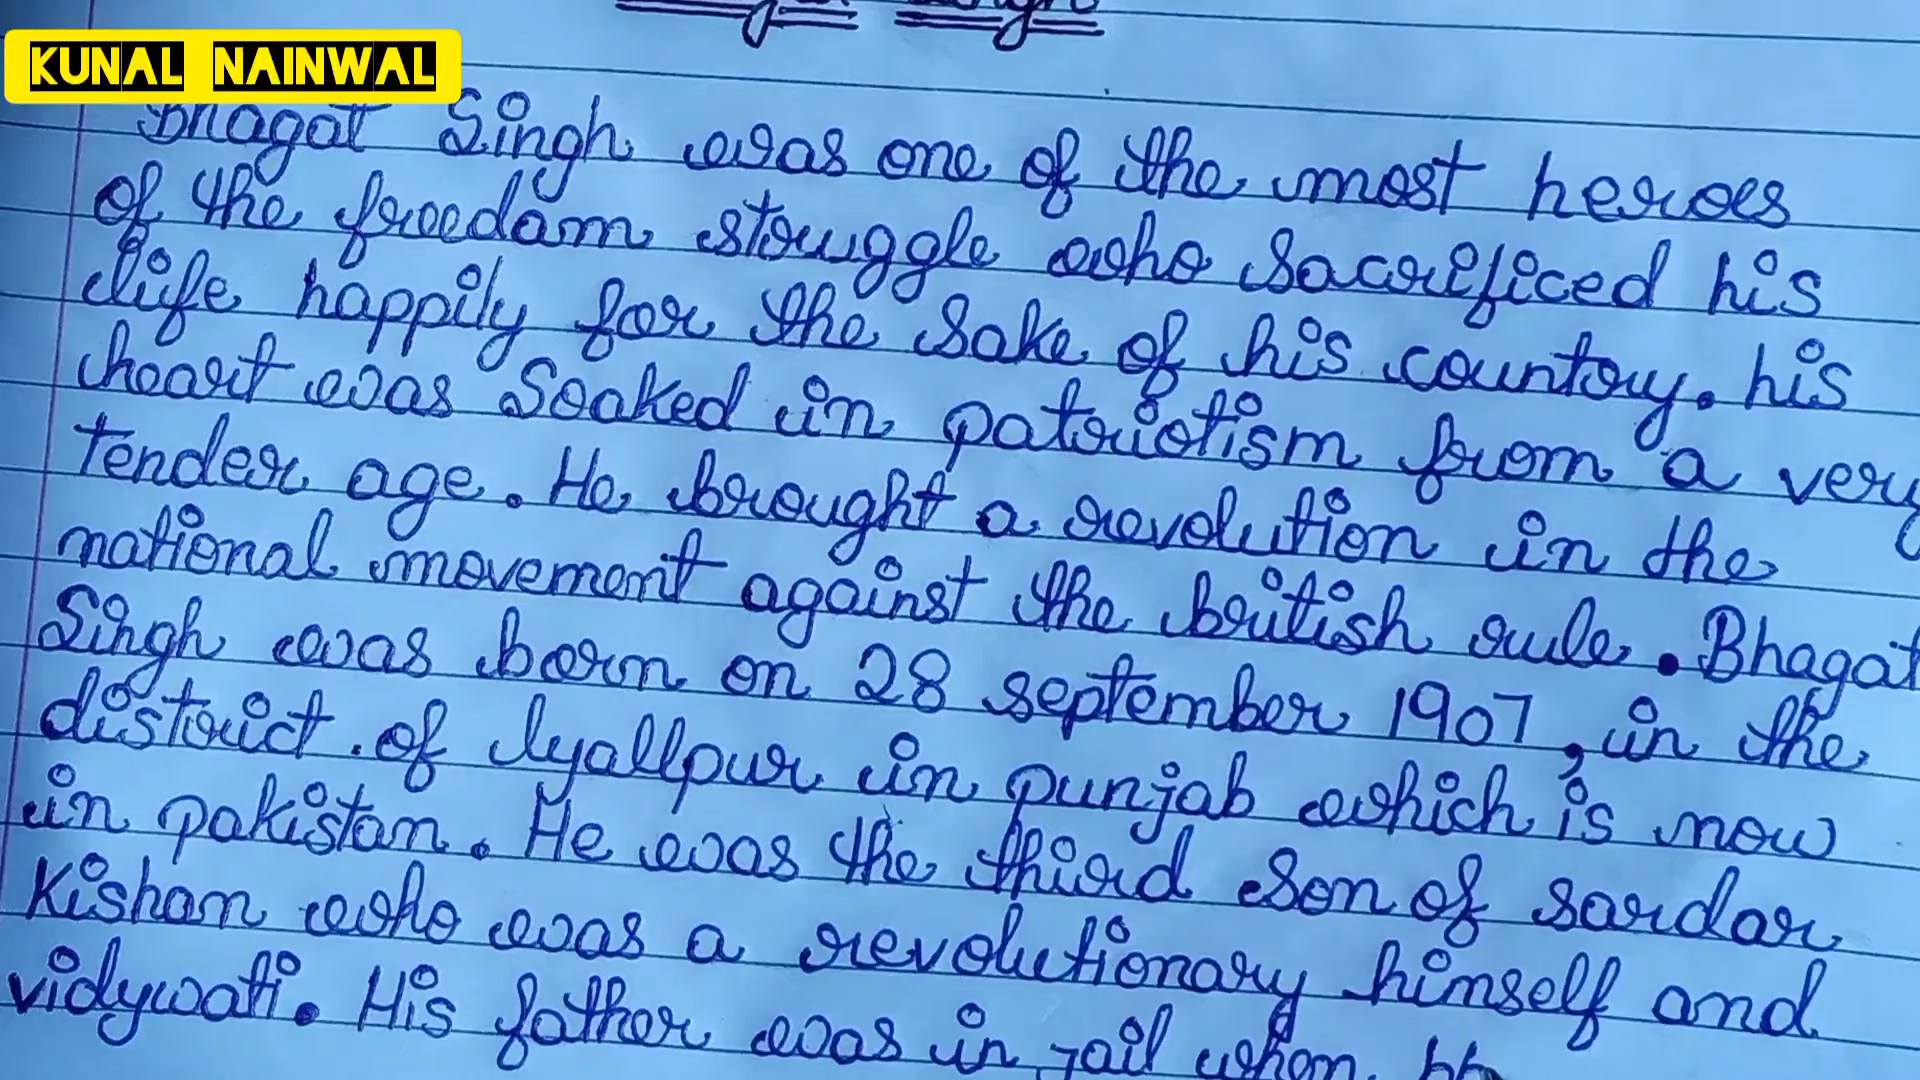 KUNAL NAINWAL
Bhagat Singh was one of the most heroes
of the freedom struggle who sacrificed his
life happily for the sake of his country. his
heart was Soaked in patriotism from a very
tender age. He brought a revolution in the
national movement against the british rule. Bhagat
Singh was born on 28 september 1907, in the
district. of lyallpur in punjab which is now
in pakistan. He was the third son of sardar
Kishan who was a revolutionary himself and
vidywati. His father was in jail when